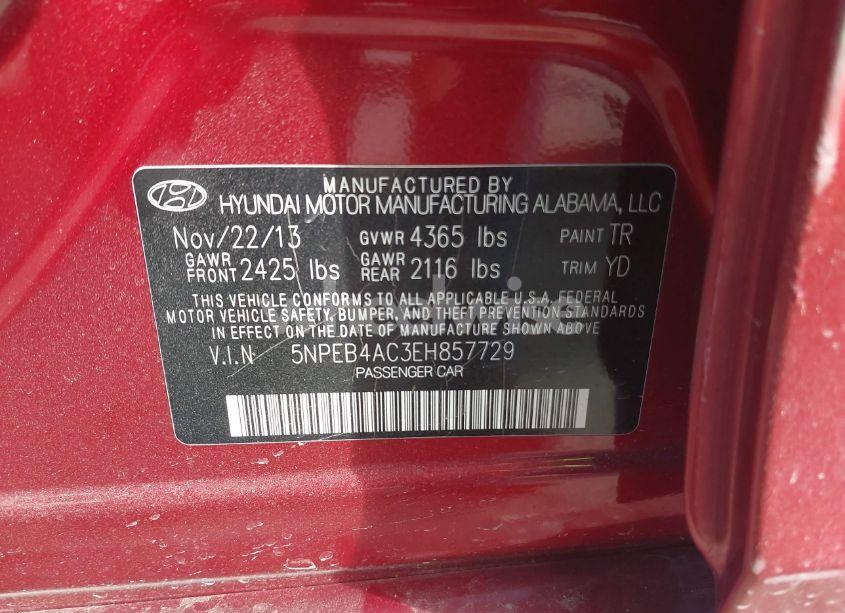 MANUFACTURED BY
HYUNDAI MOTOR MANUFACTURING ALABAMA, LLC
Nov/22/13 GVWR 4365 lbs PAINT TR
GAWR FRONT 2425 lbs GAWR REAR 2116 lbs TRIM YD
THIS VEHICLE CONFORMS TO ALL APPLICABLE U.S.A. FEDERAL
MOTOR VEHICLE SAFETY, BUMPER, AND THEFT PREVENTION STANDARDS
IN EFFECT ON THE DATE OF MANUFACTURE SHOWN ABOVE
V.I.N 5NPEB4AC3EH857729
PASSENGER CAR